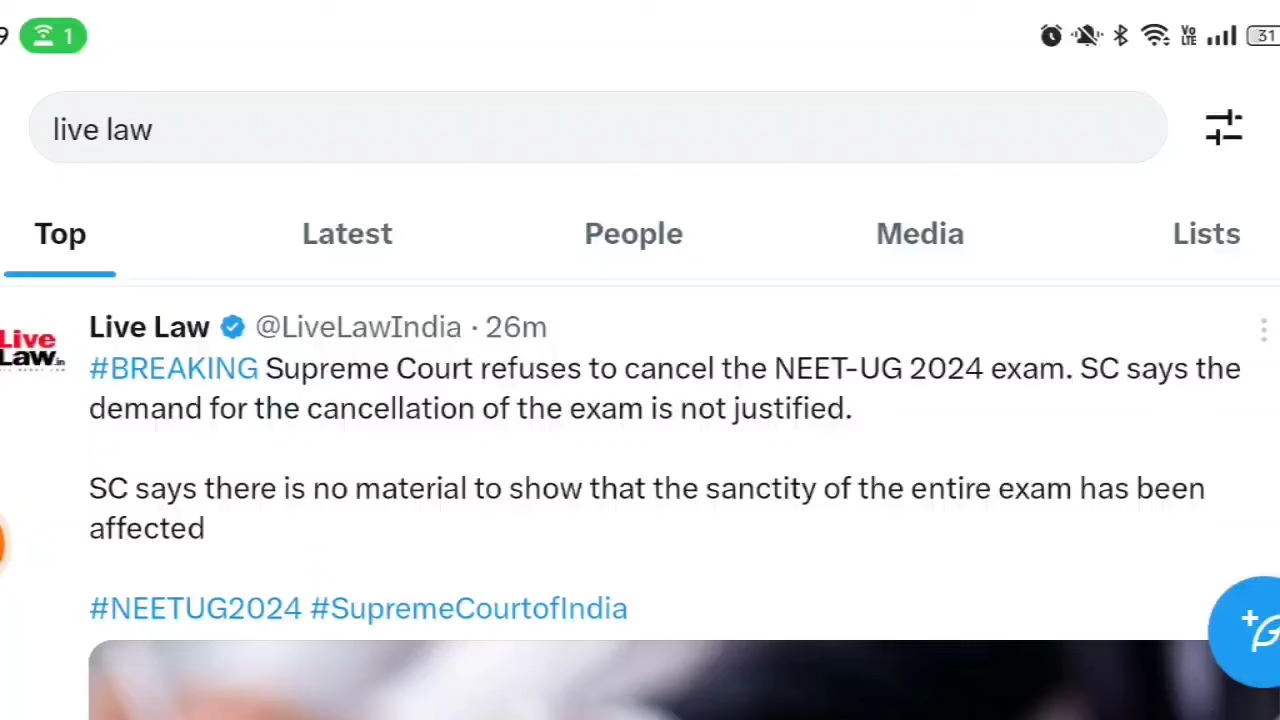 9 1 Vo LTE 31
live law
Top Latest People Media Lists
Live Law @LiveLawIndia · 26m
Live Law.in
#BREAKING Supreme Court refuses to cancel the NEET-UG 2024 exam. SC says the
demand for the cancellation of the exam is not justified.
SC says there is no material to show that the sanctity of the entire exam has been
affected
#NEETUG2024 #SupremeCourtofIndia